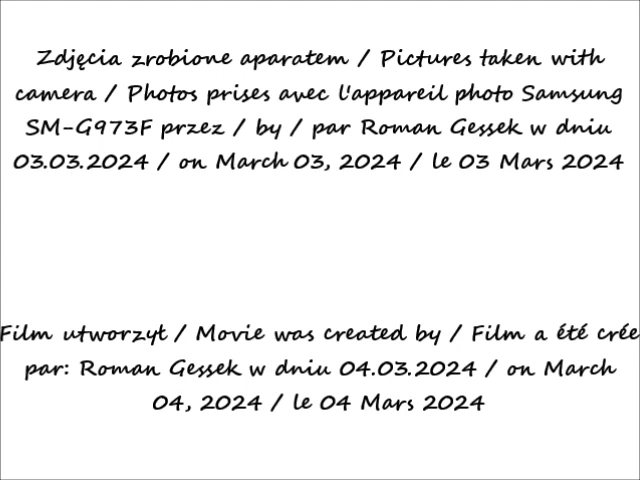 Zdjęcia zrobione aparatem / Pictures taken with
camera / Photos prises avec l'appareil photo Samsung
SM-G973F przez / by / par Roman Gessek w dniu
03.03.2024 / on March 03, 2024 / le 03 Mars 2024
Film utworzył / Movie was created by / Film a été crée
par: Roman Gessek w dniu 04.03.2024 / on March
04, 2024 / le 04 Mars 2024